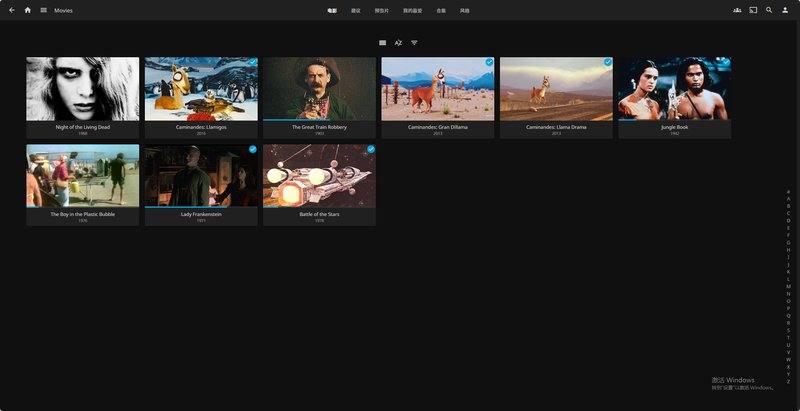 Movies
电影 建议 预告片 我的最爱 合集 风格
Night of the Living Dead
1968
Caminandes: Llamigos
2016
The Great Train Robbery
1903
Caminandes: Gran Dillama
2013
Caminandes: Llama Drama
2013
Jungle Book
1942
The Boy in the Plastic Bubble
1976
Lady Frankenstein
1971
Battle of the Stars
1978
#
A
B
C
D
E
F
G
H
I
J
K
L
M
N
O
P
Q
R
S
T
U
V
W
X
Y
Z
激活 Windows
转到"设置"以激活 Windows。